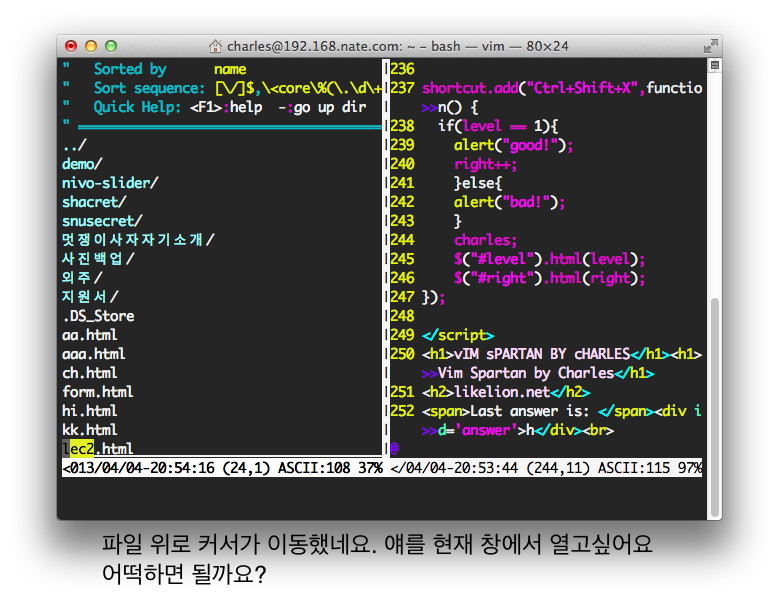 charles@192.168.nate.com: ~ – bash — vim — 80×24
"   Sorted by      name
"   Sort sequence: [\/]$,\<core\%(\.\d\+
"   Quick Help: <F1>:help  -:go up dir
" ======================================
../
demo/
nivo-slider/
shacret/
snusecret/
멋쟁이사자자기소개/
사진백업/
외주/
지원서/
.DS_Store
aa.html
aaa.html
ch.html
form.html
hi.html
kk.html
lec2.html
<013/04/04-20:54:16 (24,1) ASCII:108 37%
236
237 shortcut.add("Ctrl+Shift+X",functio
>>n() {
238   if(level == 1){
239     alert("good!");
240     right++;
241     }else{
242     alert("bad!");
243     }
244     charles;
245     $("#level").html(level);
246     $("#right").html(right);
247 });
248
249 </script>
250 <h1>vIM sPARTAN BY cHARLES</h1><h1>
>>Vim Spartan by Charles</h1>
251 <h2>likelion.net</h2>
252 <span>Last answer is: </span><div i
>>d='answer'>h</div><br>
@
</04/04-20:53:44 (244,11) ASCII:115 97%
파일 위로 커서가 이동했네요. 얘를 현재 창에서 열고싶어요
어떡하면 될까요?